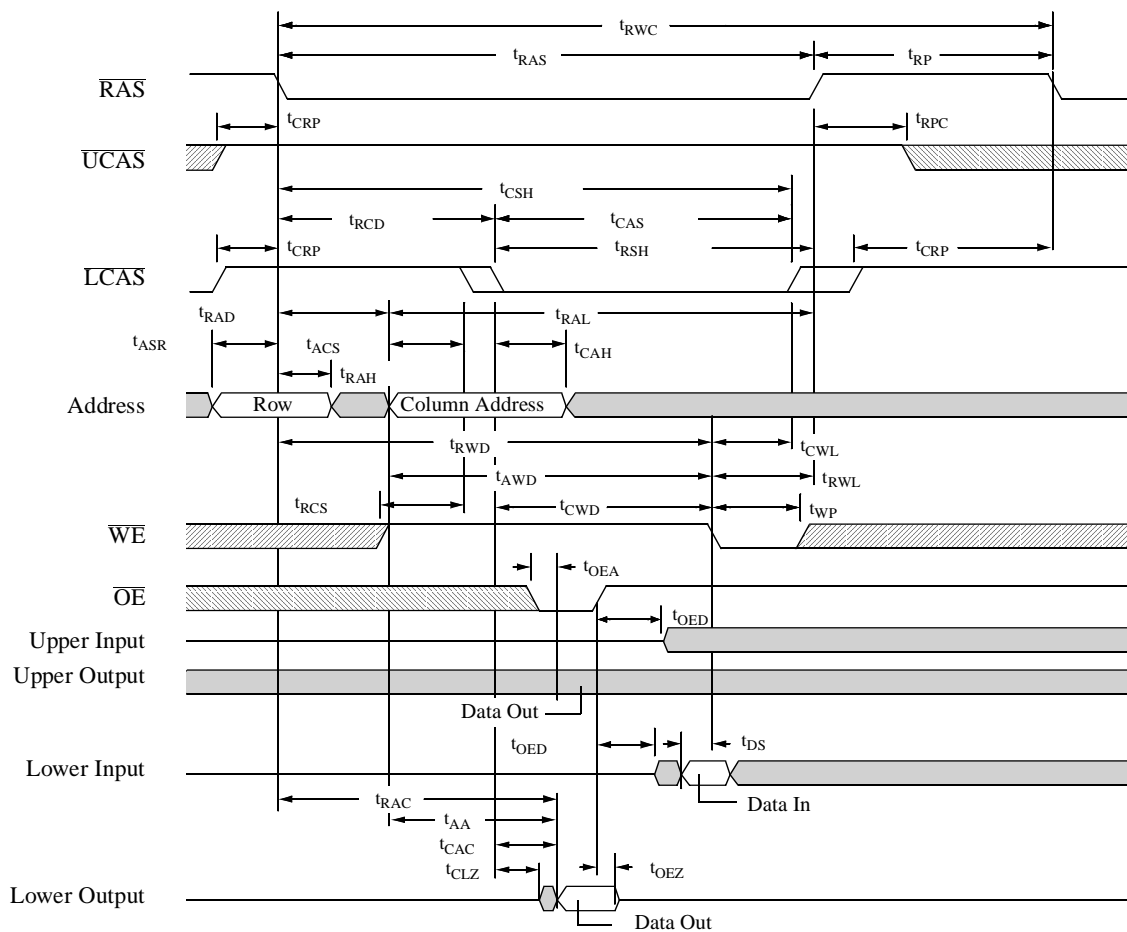 tRWC
tRAS
tRP
RAS
tCRP
tRPC
UCAS
tCSH
tRCD
tCAS
tCRP
tRSH
tCRP
LCAS
tRAD
tRAL
tASR
tACS
tCAH
tRAH
Address
Row
Column Address
tRWD
tCWL
tAWD
tRWL
tRCS
tCWD
tWP
WE
tOEA
OE
tOED
Upper Input
Upper Output
Data Out
tOED
tDS
Lower Input
tRAC
Data In
tAA
tCAC
tCLZ
tOEZ
Lower Output
Data Out